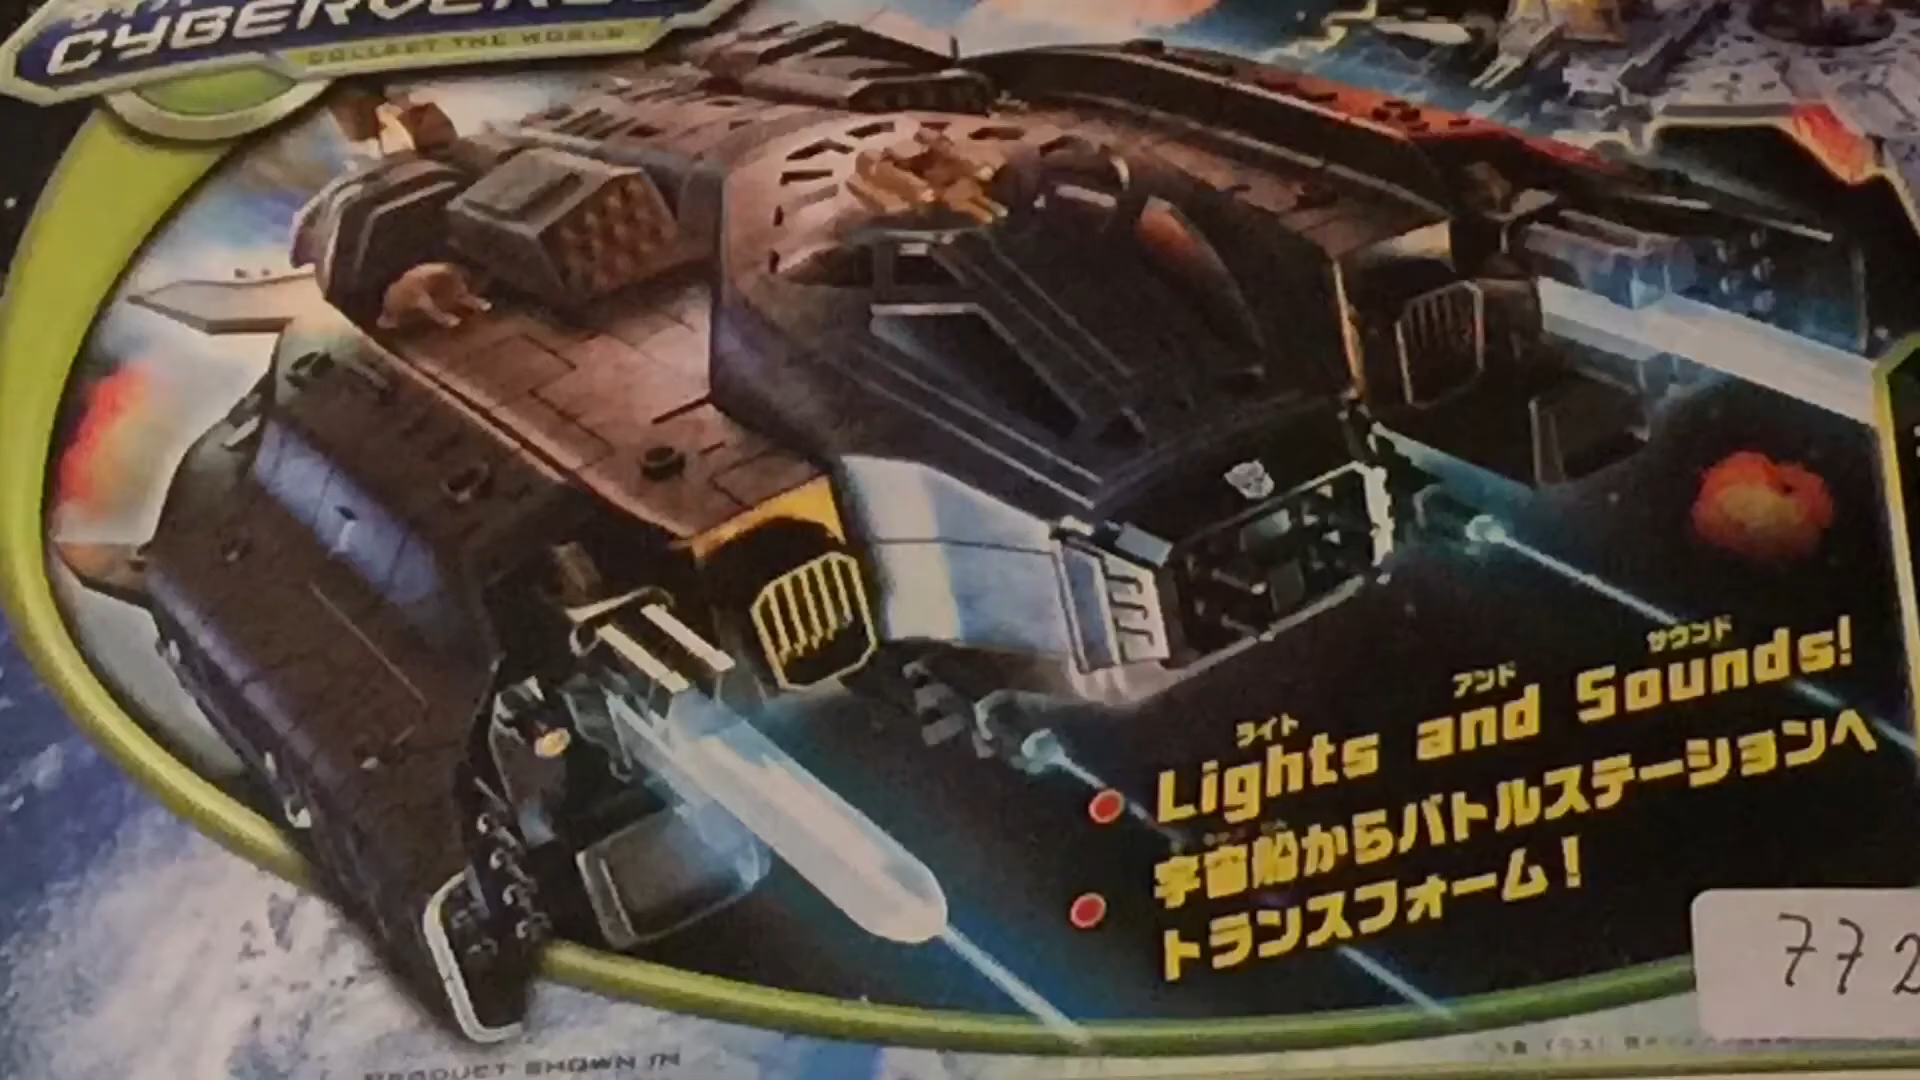 CYBERVERSE
COLLECT THE WORLD
ライト アンド サウンド
Lights and Sounds!
宇宙船からバトルステーションへ
トランスフォーム!
772
PRODUCT SHOWN IN